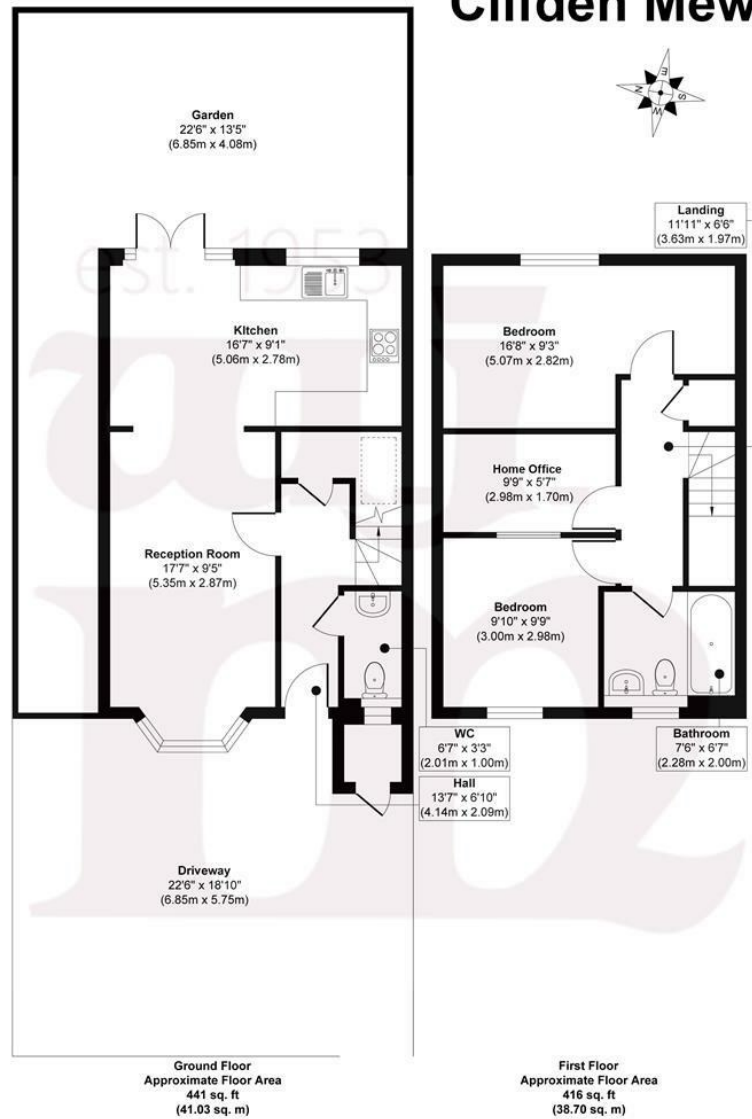 Clifden Mew
N
E
S
W
Garden
22'6" x 13'5"
(6.85m x 4.08m)
est. 1953
Landing
11'11" x 6'6"
(3.63m x 1.97m)
Kitchen
16'7" x 9'1"
(5.06m x 2.78m)
Bedroom
16'8" x 9'3"
(5.07m x 2.82m)
Home Office
9'9" x 5'7"
(2.98m x 1.70m)
Reception Room
17'7" x 9'5"
(5.35m x 2.87m)
Bedroom
9'10" x 9'9"
(3.00m x 2.98m)
WC
6'7" x 3'3"
(2.01m x 1.00m)
Bathroom
7'6" x 6'7"
(2.28m x 2.00m)
Hall
13'7" x 6'10"
(4.14m x 2.09m)
Driveway
22'6" x 18'10"
(6.85m x 5.75m)
Ground Floor
Approximate Floor Area
441 sq. ft
(41.03 sq. m)
First Floor
Approximate Floor Area
416 sq. ft
(38.70 sq. m)